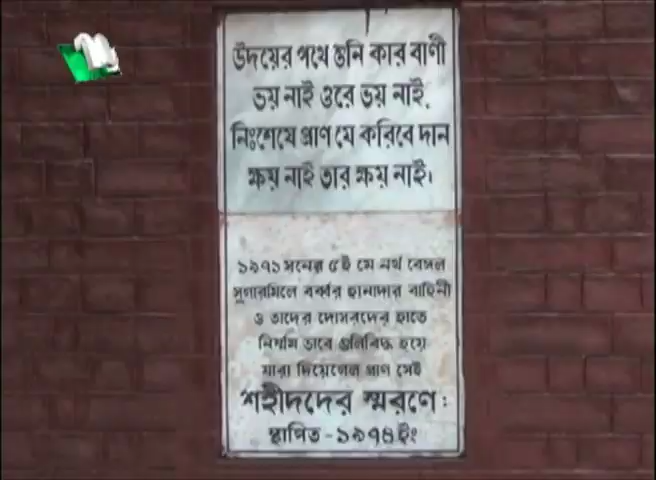 উদয়ের পথে শুনি কার বাণী
ভয় নাই ওরে ভয় নাই,
নিঃশেষে প্রাণ যে করিবে দান
ক্ষয় নাই তার ক্ষয় নাই।
১৯৭১ সনের ৫ই মে নর্থ বেঙ্গল
সুগারমিলে বর্ব্বর হানাদার বাহিনী
ও তাদের দোসরদের হাতে
নির্মম ভাবে গুলিবিদ্ধ হয়ে
যারা দিয়েগেল প্রাণ সেই
শহীদদের স্মরণে:
স্থাপিত - ১৯৭৪ইং